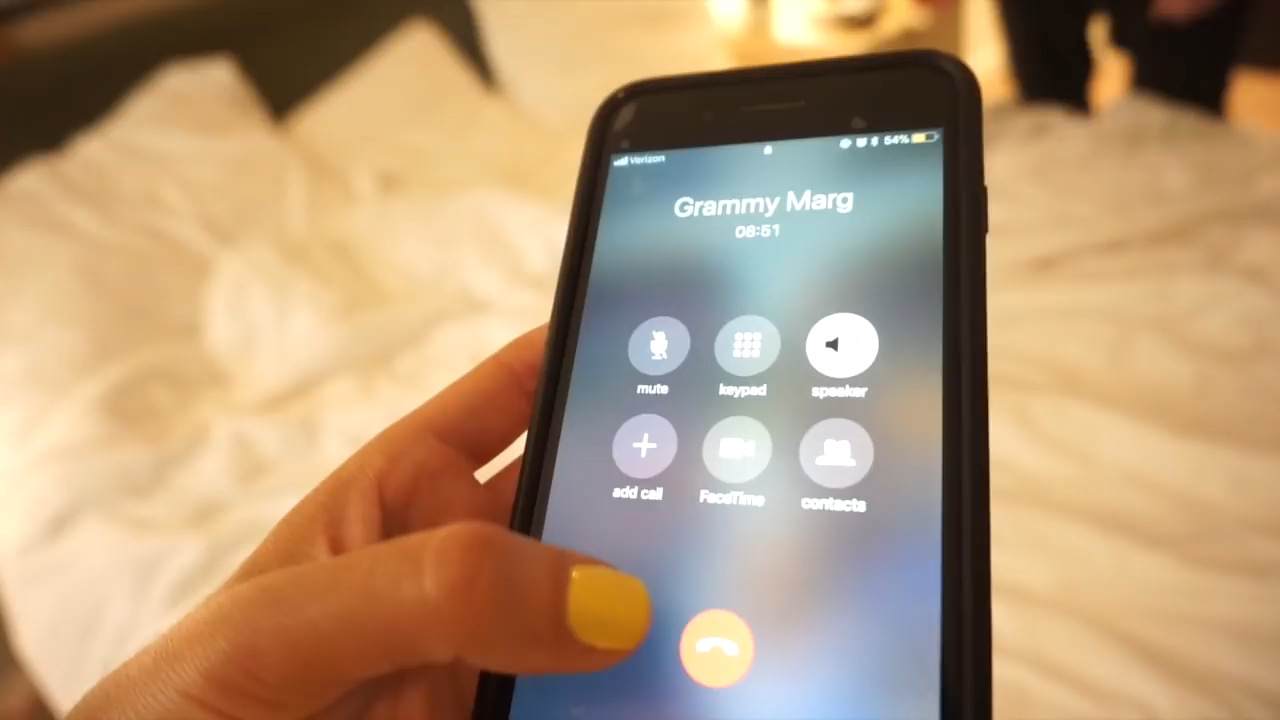 Verizon
54%
Grammy Marg
08:51
mute keypad speaker
add call FaceTime contacts